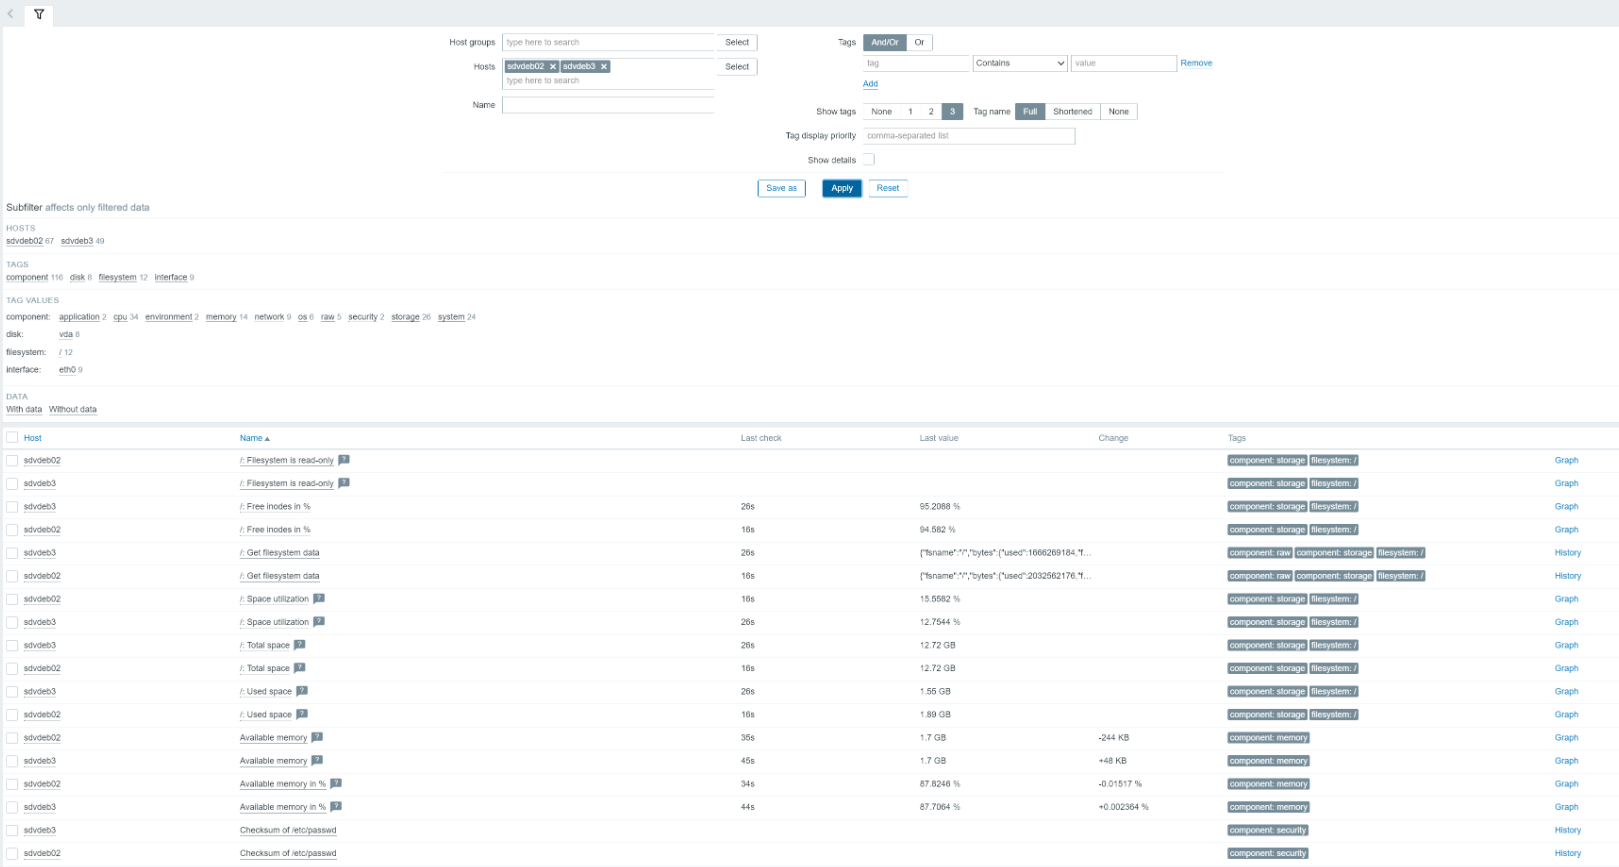 Host groups type here to search Select Tags And/Or Or
Hosts sdvdeb02 × sdvdeb3 × Select tag Contains value Remove
type here to search
Add
Name
Show tags None 1 2 3 Tag name Full Shortened None
Tag display priority comma-separated list
Show details
Save as Apply Reset
Subfilter affects only filtered data
HOSTS
sdvdeb02 67 sdvdeb3 49
TAGS
component 116 disk 8 filesystem 12 interface 9
TAG VALUES
component: application 2 cpu 34 environment 2 memory 14 network 9 os 6 raw 5 security 2 storage 26 system 24
disk: vda 8
filesystem: / 12
interface: eth0 9
DATA
With data Without data
Host Name Last check Last value Change Tags
sdvdeb02 /: Filesystem is read-only ? component: storage filesystem: / Graph
sdvdeb3 /: Filesystem is read-only ? component: storage filesystem: / Graph
sdvdeb3 /: Free inodes in % 26s 95.2088 % component: storage filesystem: / Graph
sdvdeb02 /: Free inodes in % 16s 94.582 % component: storage filesystem: / Graph
sdvdeb3 /: Get filesystem data 26s {"fsname":"/","bytes":{"used":1666269184,"f... component: raw component: storage filesystem: / History
sdvdeb02 /: Get filesystem data 16s {"fsname":"/","bytes":{"used":2032562176,"f... component: raw component: storage filesystem: / History
sdvdeb02 /: Space utilization ? 16s 15.5582 % component: storage filesystem: / Graph
sdvdeb3 /: Space utilization ? 26s 12.7544 % component: storage filesystem: / Graph
sdvdeb3 /: Total space ? 26s 12.72 GB component: storage filesystem: / Graph
sdvdeb02 /: Total space ? 16s 12.72 GB component: storage filesystem: / Graph
sdvdeb3 /: Used space ? 26s 1.55 GB component: storage filesystem: / Graph
sdvdeb02 /: Used space ? 16s 1.89 GB component: storage filesystem: / Graph
sdvdeb02 Available memory ? 35s 1.7 GB -244 KB component: memory Graph
sdvdeb3 Available memory ? 45s 1.7 GB +48 KB component: memory Graph
sdvdeb02 Available memory in % ? 34s 87.8246 % -0.01517 % component: memory Graph
sdvdeb3 Available memory in % ? 44s 87.7064 % +0.002364 % component: memory Graph
sdvdeb3 Checksum of /etc/passwd component: security History
sdvdeb02 Checksum of /etc/passwd component: security History